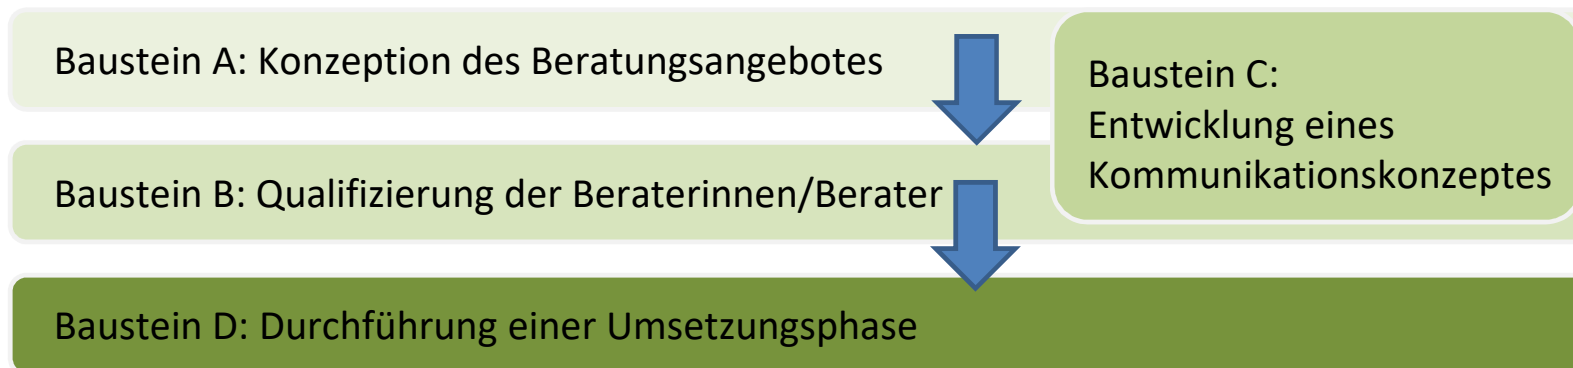 Baustein A: Konzeption des Beratungsangebotes
Baustein B: Qualifizierung der Beraterinnen/Berater
Baustein C:
Entwicklung eines
Kommunikationskonzeptes
Baustein D: Durchführung einer Umsetzungsphase